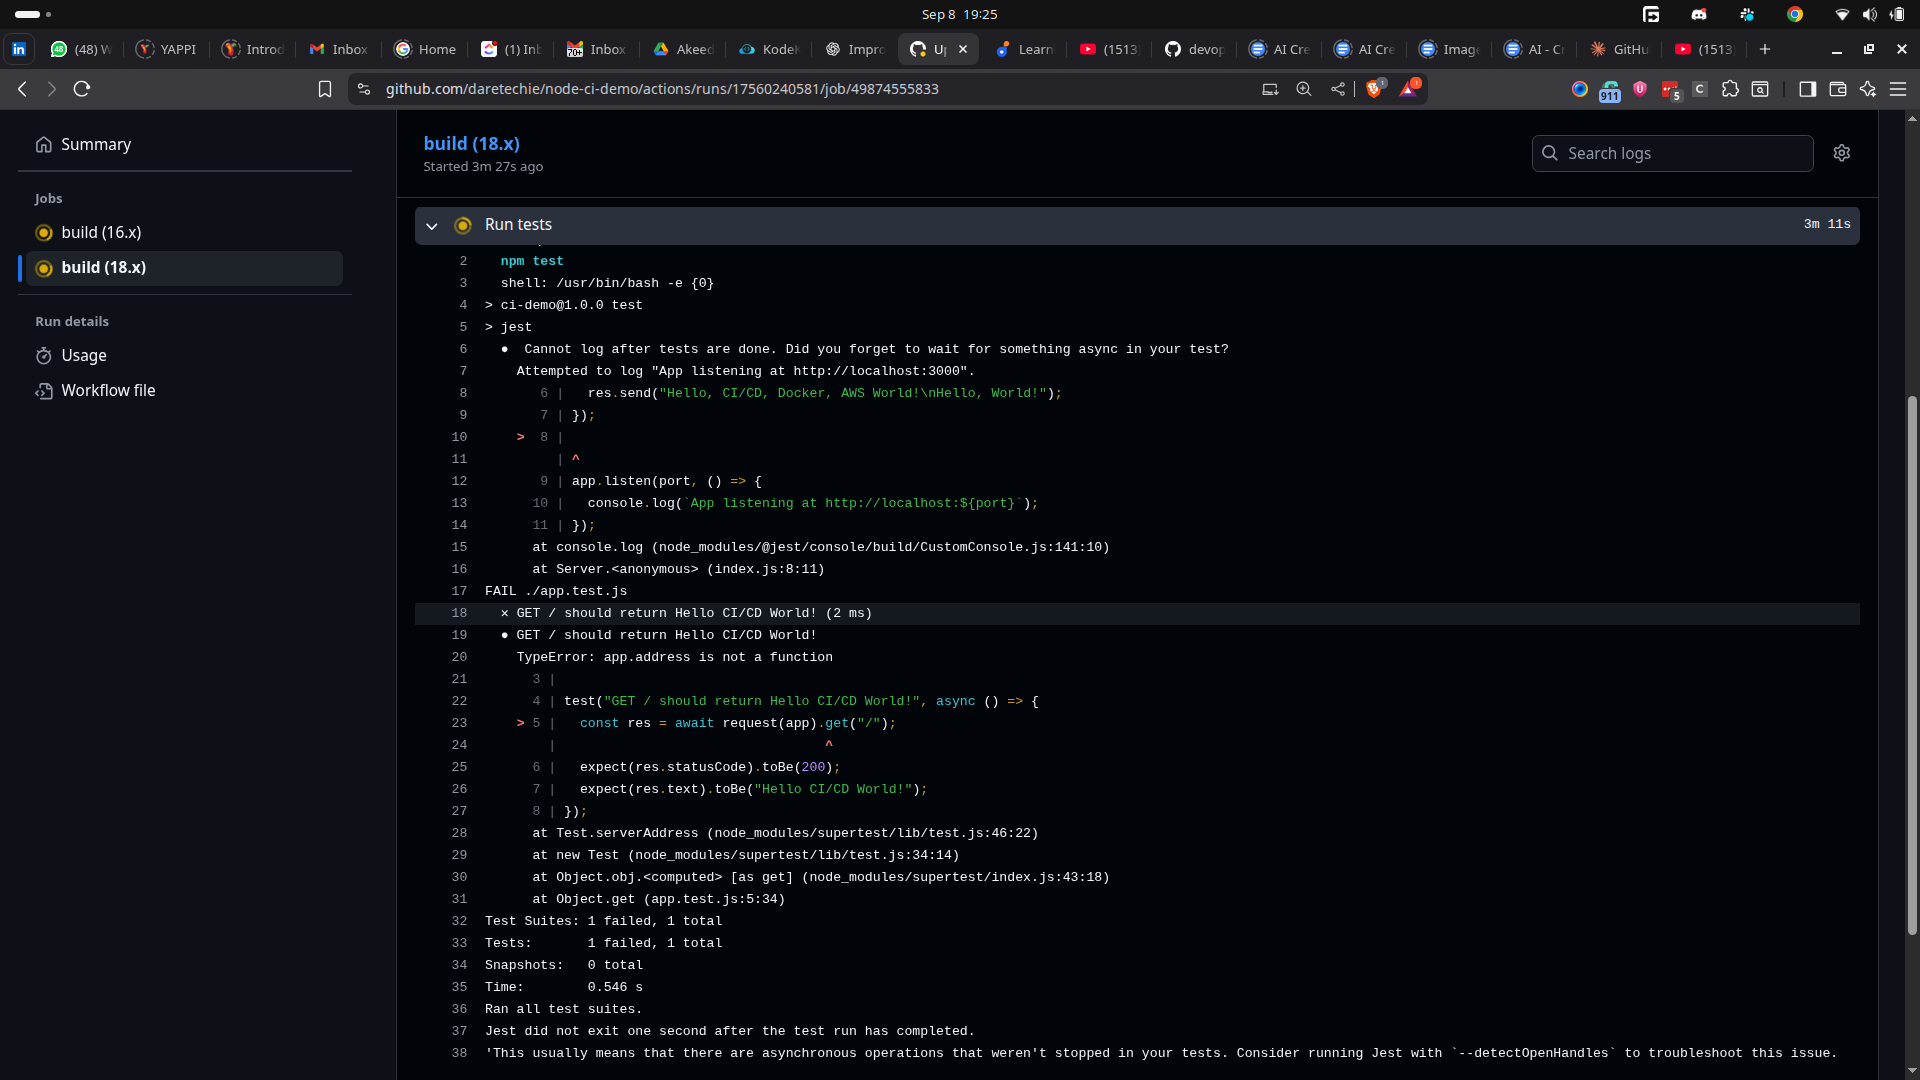 Sep 8 19:25
(48) W
YAPPI
Introd
Inbox
Home
(1) Inb
Inbox
Akeed
Kodek
Impro
Up
Learn
(1513)
devop
AI Cre
AI Cre
Image
AI - Cr
GitHu
(1513)
github.com/daretechie/node-ci-demo/actions/runs/17560240581/job/49874555833
911
5
Summary
Jobs
build (16.x)
build (18.x)
Run details
Usage
Workflow file
build (18.x)
Started 3m 27s ago
Search logs
Run tests
3m 11s
2 npm test
3 shell: /usr/bin/bash -e {0}
4 > ci-demo@1.0.0 test
5 > jest
6 ● Cannot log after tests are done. Did you forget to wait for something async in your test?
7 Attempted to log "App listening at http://localhost:3000".
8 6 | res.send("Hello, CI/CD, Docker, AWS World!\nHello, World!");
9 7 | });
10 > 8 |
11 | ^
12 9 | app.listen(port, () => {
13 10 | console.log(`App listening at http://localhost:${port}`);
14 11 | });
15 at console.log (node_modules/@jest/console/build/CustomConsole.js:141:10)
16 at Server.<anonymous> (index.js:8:11)
17 FAIL ./app.test.js
18 × GET / should return Hello CI/CD World! (2 ms)
19 ● GET / should return Hello CI/CD World!
20 TypeError: app.address is not a function
21 3 |
22 4 | test("GET / should return Hello CI/CD World!", async () => {
23 > 5 | const res = await request(app).get("/");
24 | ^
25 6 | expect(res.statusCode).toBe(200);
26 7 | expect(res.text).toBe("Hello CI/CD World!");
27 8 | });
28 at Test.serverAddress (node_modules/supertest/lib/test.js:46:22)
29 at new Test (node_modules/supertest/lib/test.js:34:14)
30 at Object.obj.<computed> [as get] (node_modules/supertest/index.js:43:18)
31 at Object.get (app.test.js:5:34)
32 Test Suites: 1 failed, 1 total
33 Tests: 1 failed, 1 total
34 Snapshots: 0 total
35 Time: 0.546 s
36 Ran all test suites.
37 Jest did not exit one second after the test run has completed.
38 'This usually means that there are asynchronous operations that weren't stopped in your tests. Consider running Jest with `--detectOpenHandles` to troubleshoot this issue.